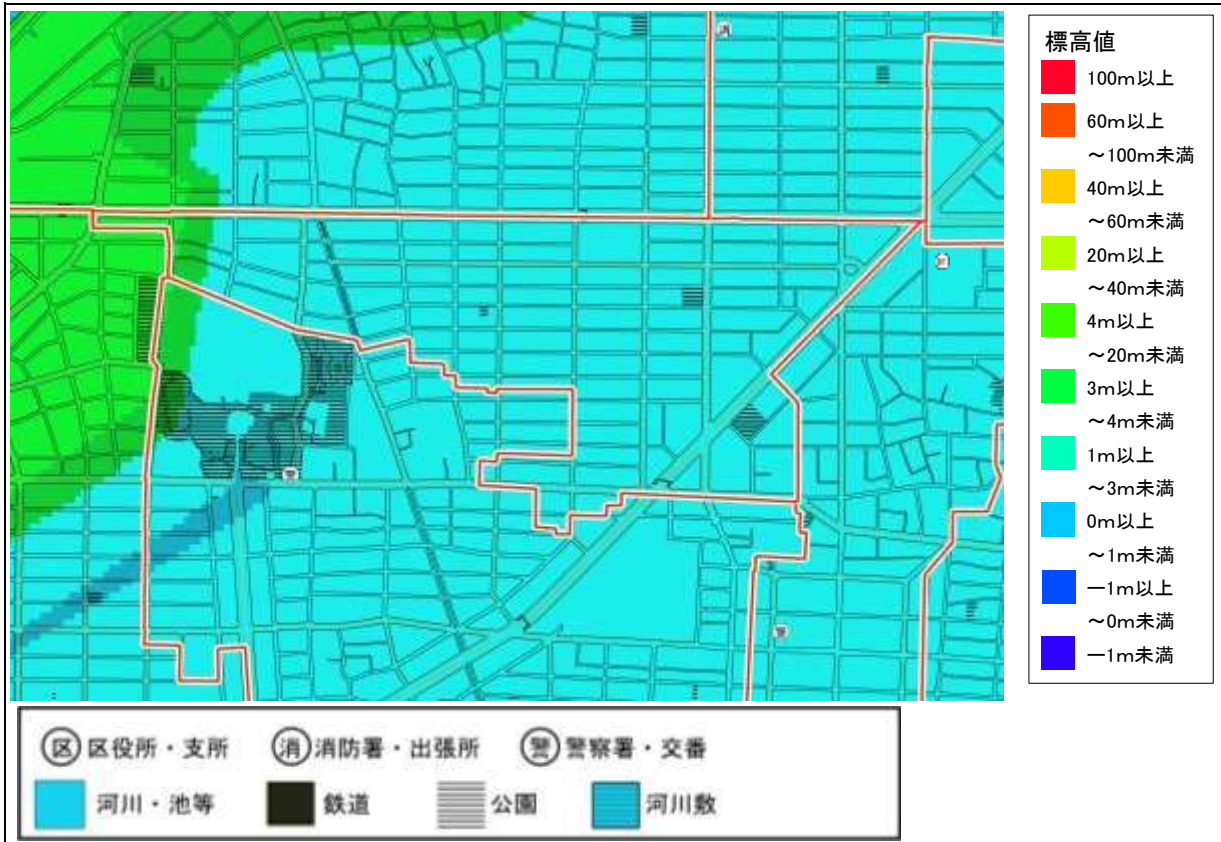 標高値
100m以上
60m以上
～100m未満
40m以上
～60m未満
20m以上
～40m未満
4m以上
～20m未満
3m以上
～4m未満
1m以上
～3m未満
0m以上
～1m未満
－1m以上
～0m未満
－1m未満
消
警
警
区 区役所・支所 消 消防署・出張所 警 警察署・交番
河川・池等 鉄道 公園 河川敷